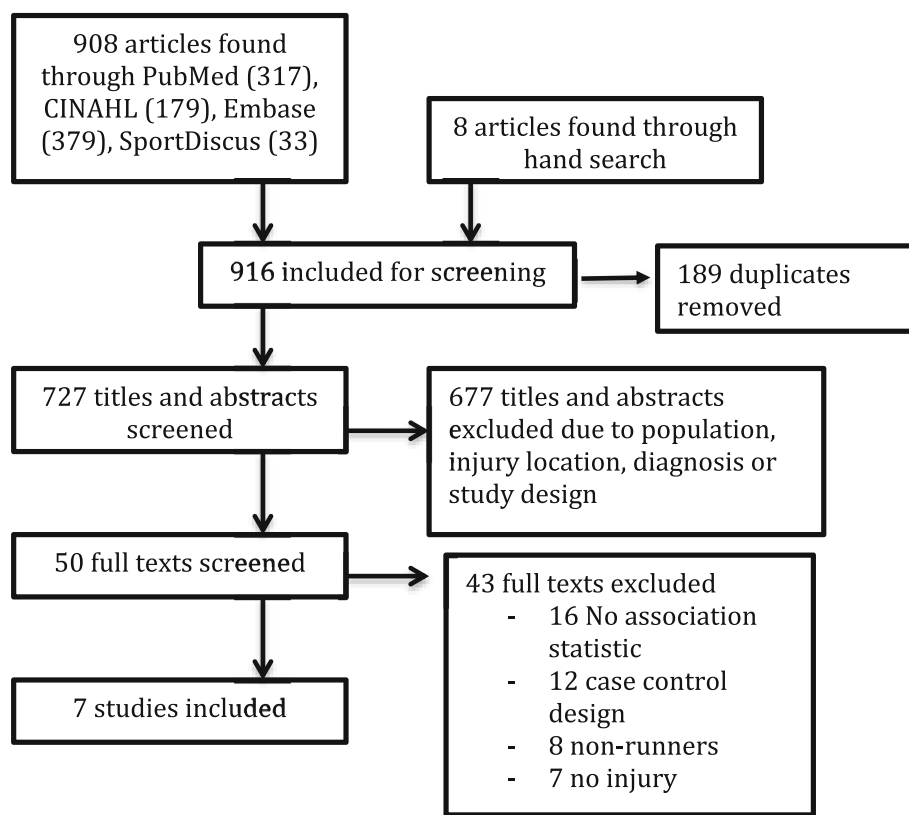 908 articles found
through PubMed (317),
CINAHL (179), Embase
(379), SportDiscus (33)
8 articles found through
hand search
916 included for screening
189 duplicates
removed
727 titles and abstracts
screened
677 titles and abstracts
excluded due to population,
injury location, diagnosis or
study design
50 full texts screened
43 full texts excluded
- 16 No association
statistic
- 12 case control
design
- 8 non-runners
- 7 no injury
7 studies included